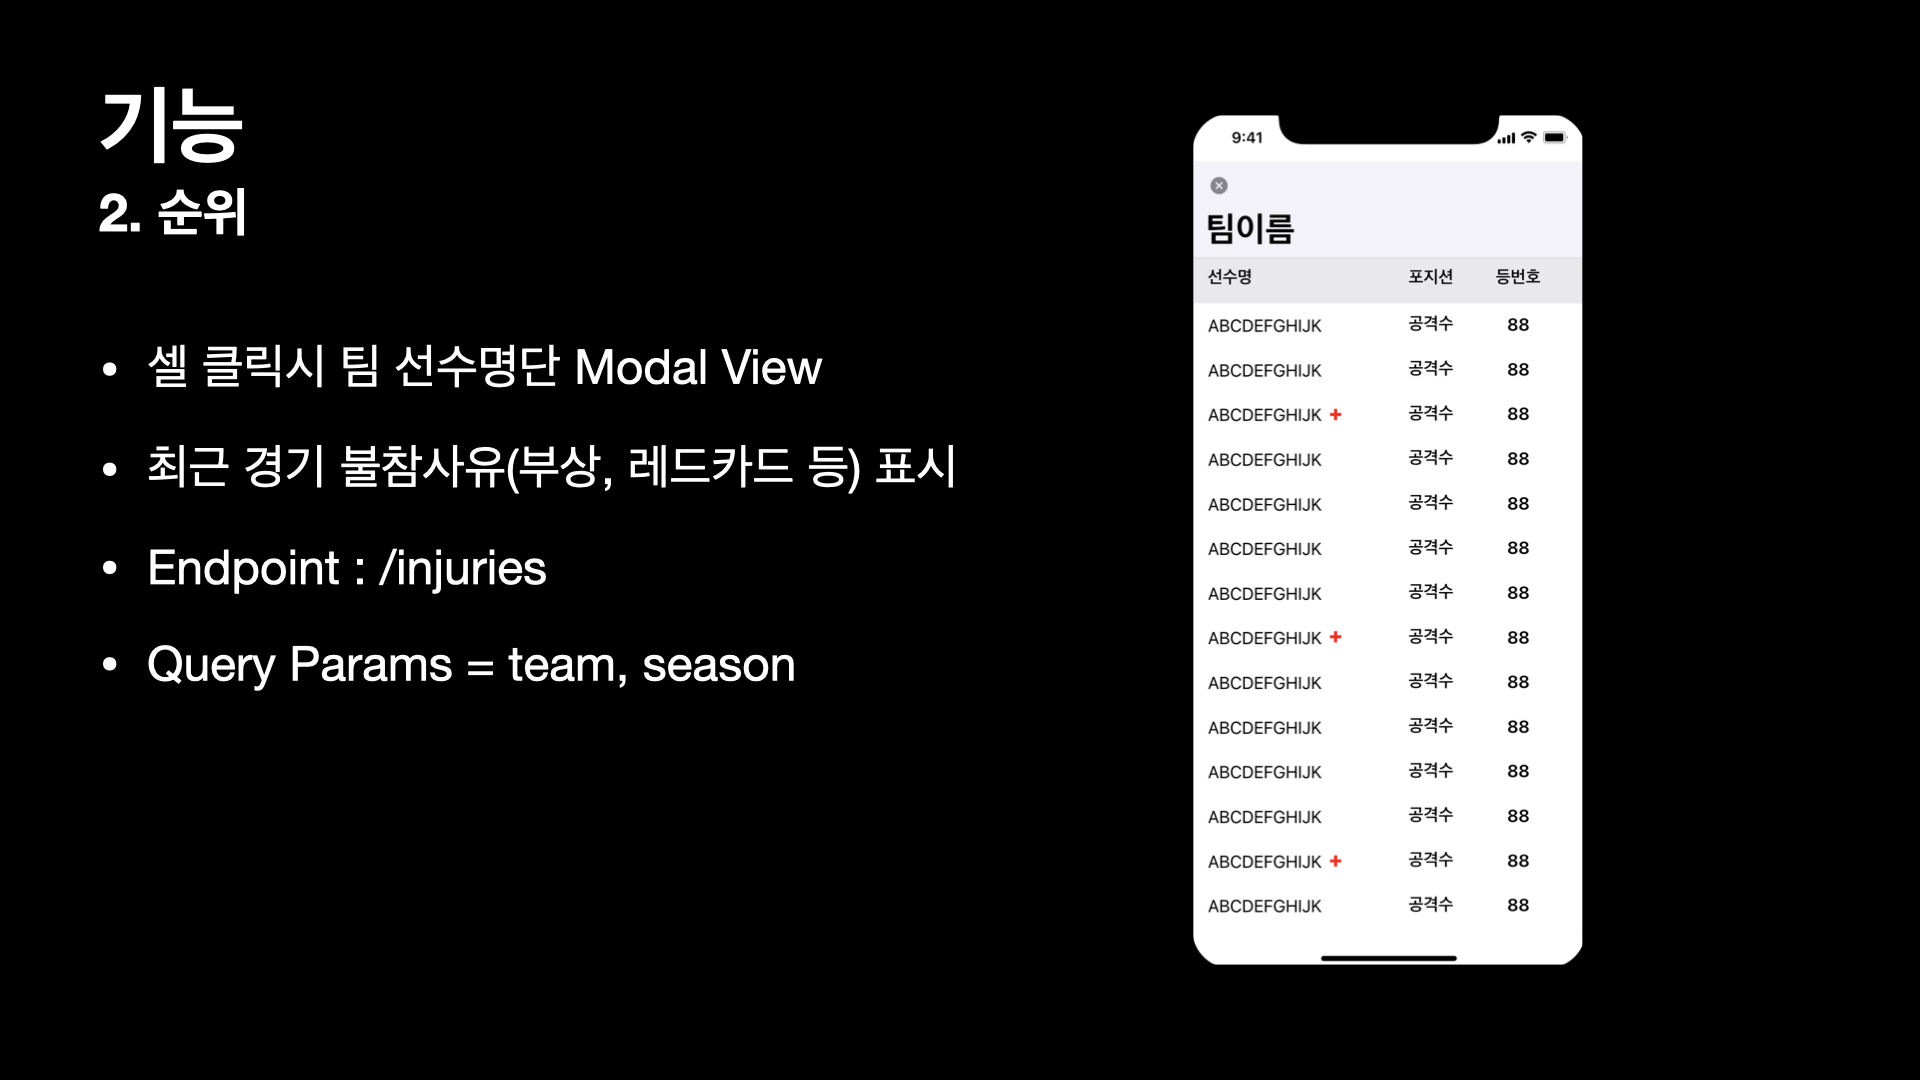 기능
2. 순위
• 셀 클릭시 팀 선수명단 Modal View
• 최근 경기 불참사유(부상, 레드카드 등) 표시
• Endpoint : /injuries
• Query Params = team, season
9:41
팀이름
선수명 포지션 등번호
ABCDEFGHIJK 공격수 88
ABCDEFGHIJK 공격수 88
ABCDEFGHIJK + 공격수 88
ABCDEFGHIJK 공격수 88
ABCDEFGHIJK 공격수 88
ABCDEFGHIJK 공격수 88
ABCDEFGHIJK 공격수 88
ABCDEFGHIJK + 공격수 88
ABCDEFGHIJK 공격수 88
ABCDEFGHIJK 공격수 88
ABCDEFGHIJK 공격수 88
ABCDEFGHIJK 공격수 88
ABCDEFGHIJK + 공격수 88
ABCDEFGHIJK 공격수 88